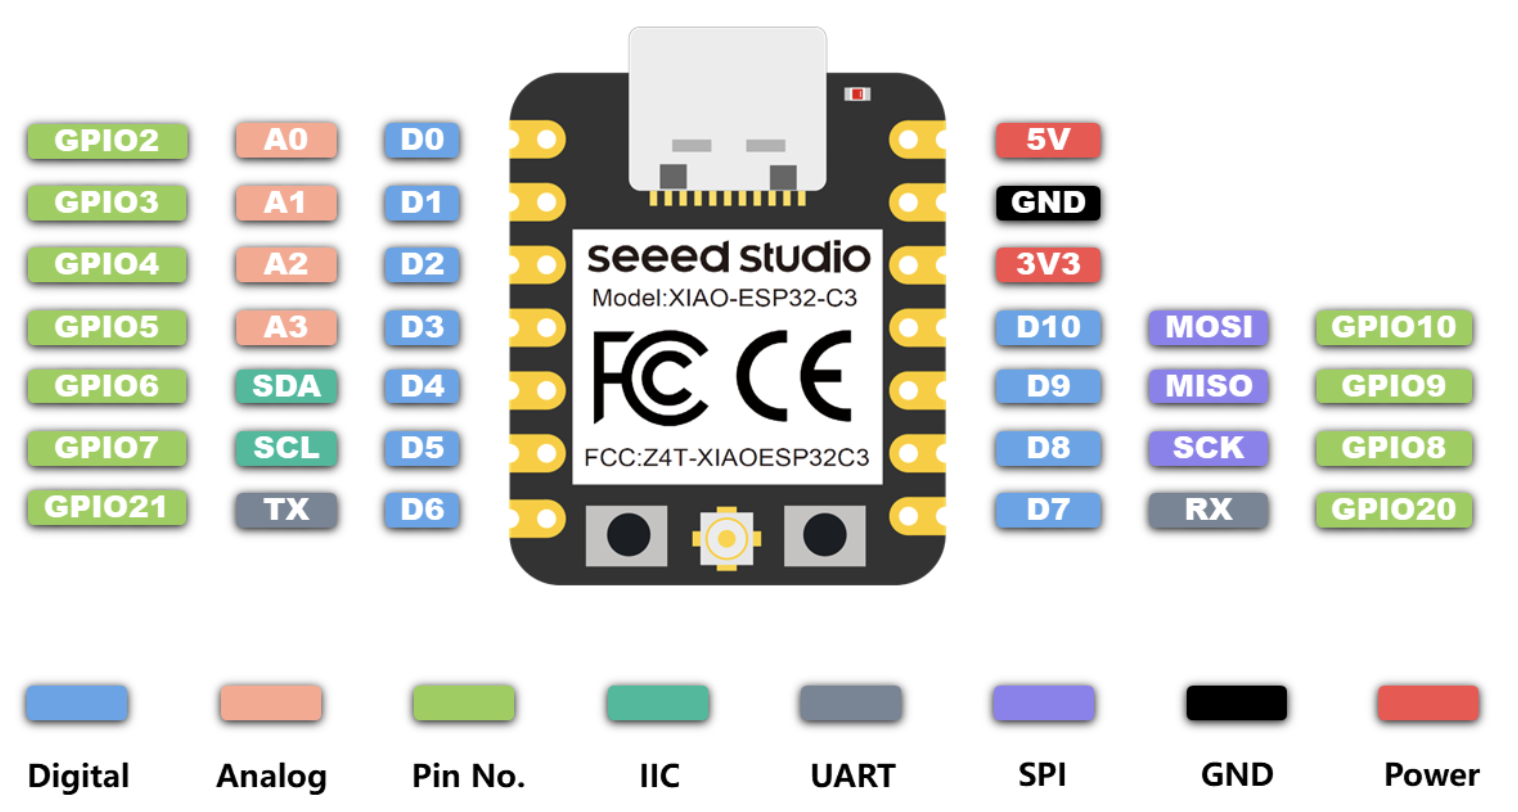 GPIO2 A0 D0 5V
GPIO3 A1 D1 GND
GPIO4 A2 D2 3V3
GPIO5 A3 D3 D10 MOSI GPIO10
GPIO6 SDA D4 D9 MISO GPIO9
GPIO7 SCL D5 D8 SCK GPIO8
GPIO21 TX D6 D7 RX GPIO20
seeed studio
Model:XIAO-ESP32-C3
FC CE
FCC:Z4T-XIAOESP32C3
Digital Analog Pin No. IIC UART SPI GND Power